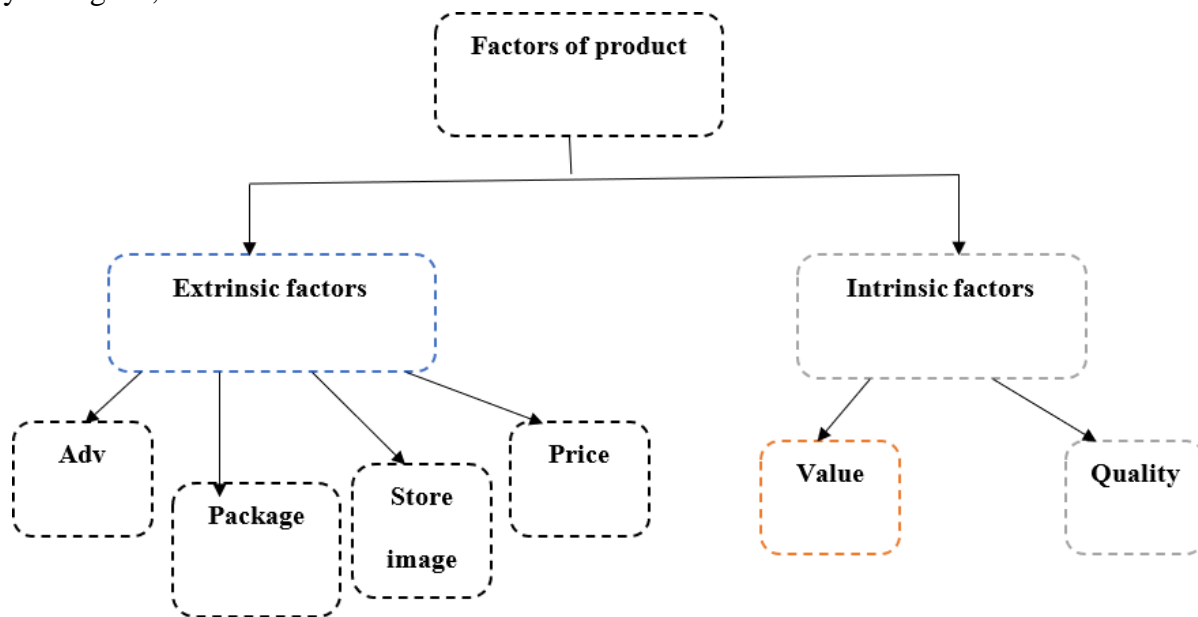 Factors of product
Extrinsic factors
Intrinsic factors
Adv
Package
Store
image
Price
Value
Quality